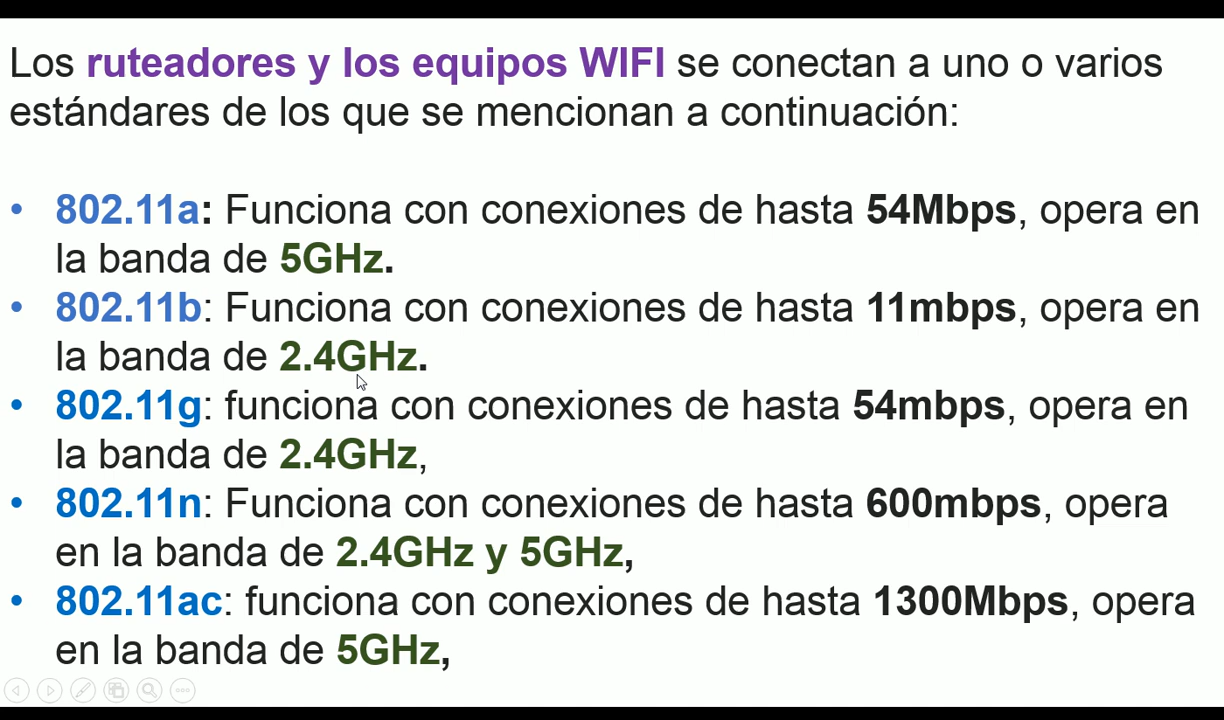 Los ruteadores y los equipos WIFI se conectan a uno o varios
estándares de los que se mencionan a continuación:
• 802.11a: Funciona con conexiones de hasta 54Mbps, opera en
la banda de 5GHz.
• 802.11b: Funciona con conexiones de hasta 11mbps, opera en
la banda de 2.4GHz.
• 802.11g: funciona con conexiones de hasta 54mbps, opera en
la banda de 2.4GHz,
• 802.11n: Funciona con conexiones de hasta 600mbps, opera
en la banda de 2.4GHz y 5GHz,
• 802.11ac: funciona con conexiones de hasta 1300Mbps, opera
en la banda de 5GHz,